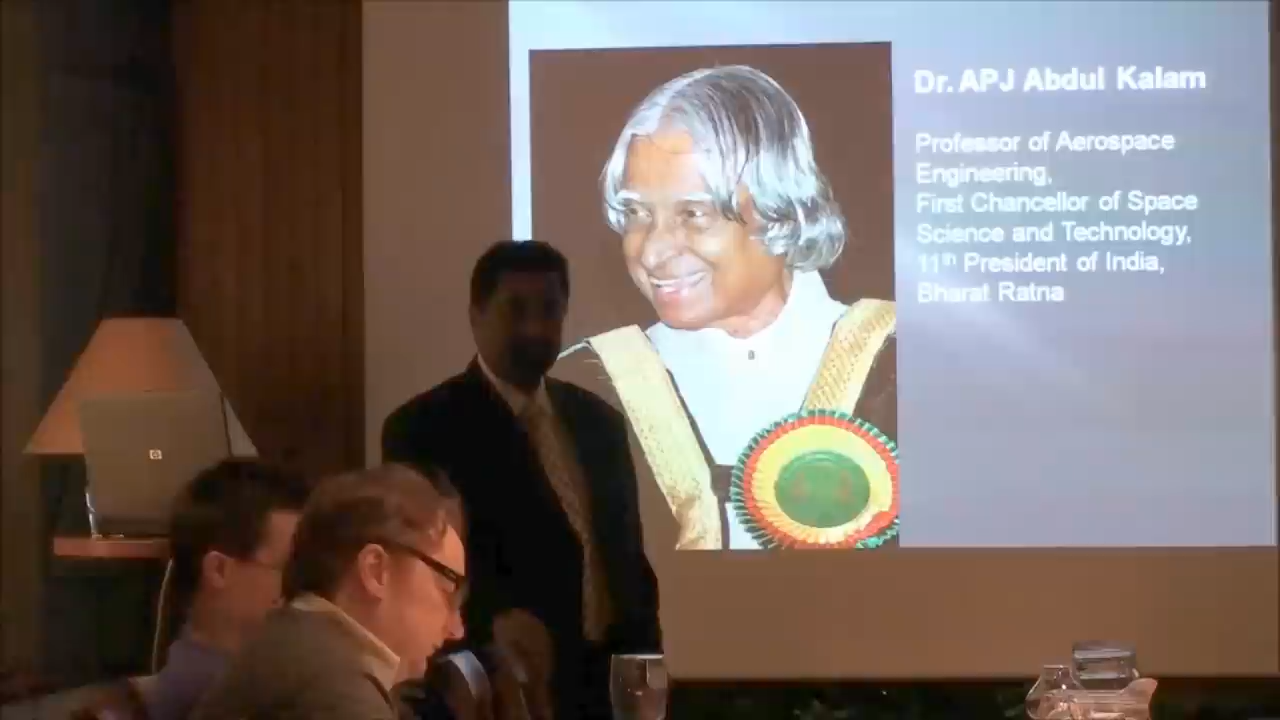 Dr. APJ Abdul Kalam
Professor of Aerospace
Engineering,
First Chancellor of Space
Science and Technology,
11th President of India,
Bharat Ratna
hp